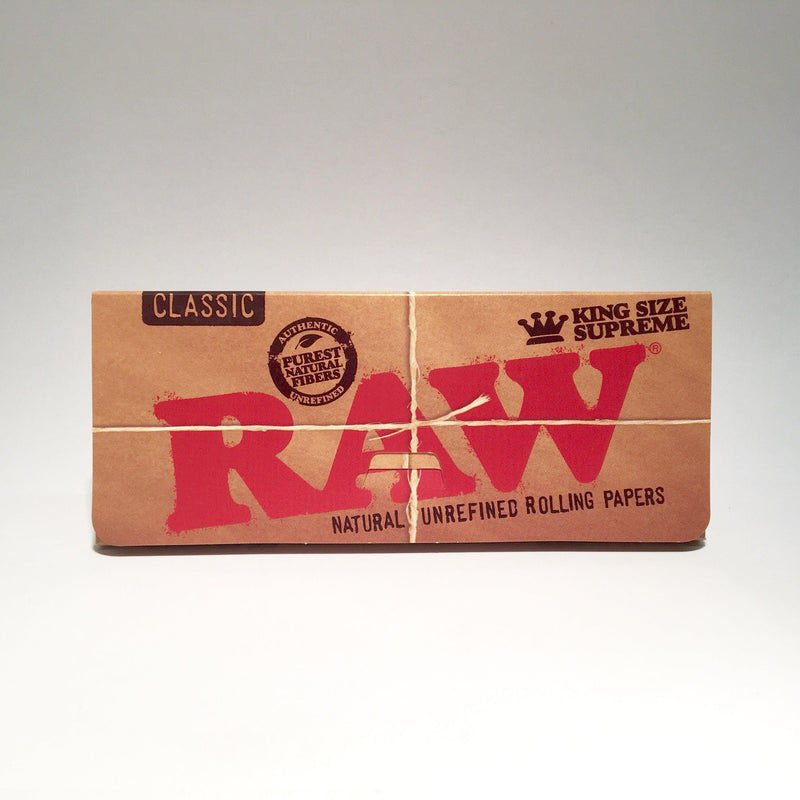 CLASSIC
AUTHENTIC
PUREST
NATURAL
FIBERS
UNREFINED
KING SIZE
SUPREME
RAW®
NATURAL UNREFINED ROLLING PAPERS